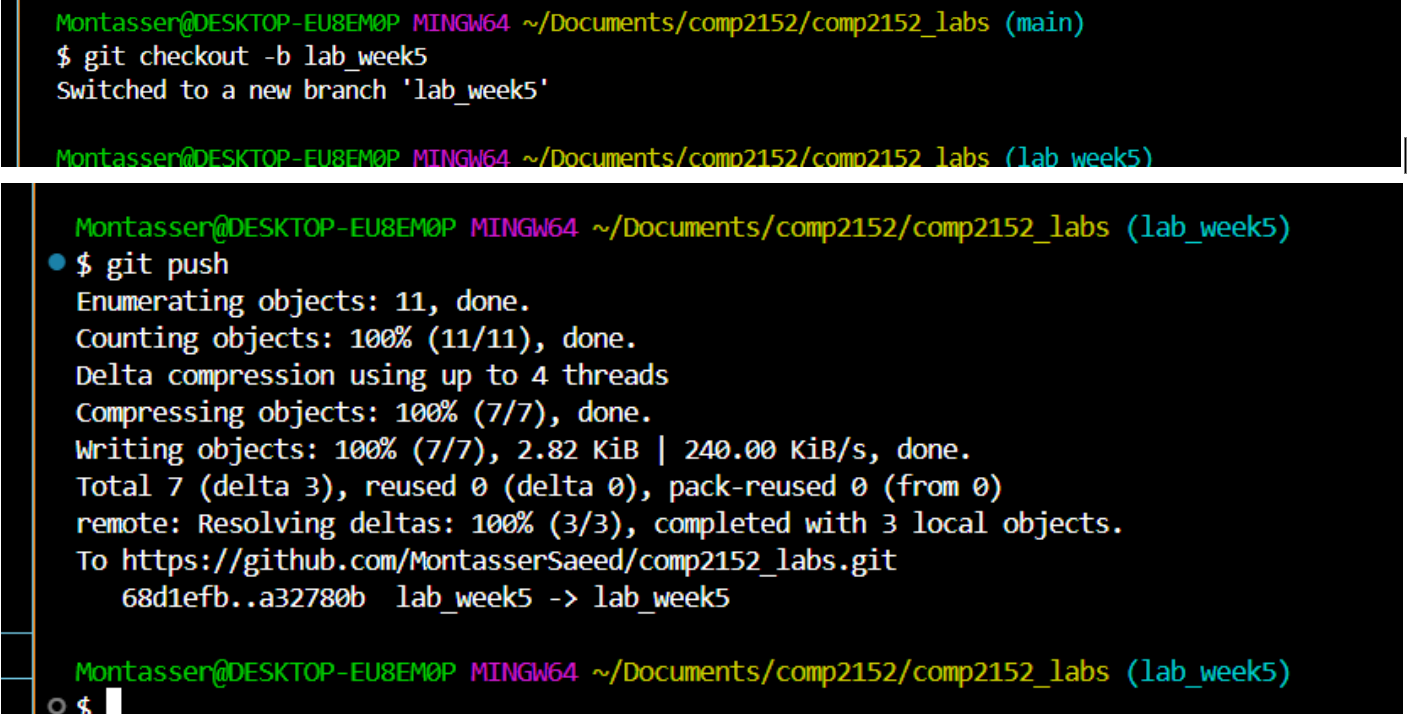 Montasser@DESKTOP-EU8EM0P MINGW64 ~/Documents/comp2152/comp2152_labs (main)
$ git checkout -b lab_week5
Switched to a new branch 'lab_week5'
Montasser@DESKTOP-EU8EM0P MINGW64 ~/Documents/comp2152/comp2152_labs (lab_week5)
Montasser@DESKTOP-EU8EM0P MINGW64 ~/Documents/comp2152/comp2152_labs (lab_week5)
$ git push
Enumerating objects: 11, done.
Counting objects: 100% (11/11), done.
Delta compression using up to 4 threads
Compressing objects: 100% (7/7), done.
Writing objects: 100% (7/7), 2.82 KiB | 240.00 KiB/s, done.
Total 7 (delta 3), reused 0 (delta 0), pack-reused 0 (from 0)
remote: Resolving deltas: 100% (3/3), completed with 3 local objects.
To https://github.com/MontasserSaeed/comp2152_labs.git
68d1efb..a32780b  lab_week5 -> lab_week5
Montasser@DESKTOP-EU8EM0P MINGW64 ~/Documents/comp2152/comp2152_labs (lab_week5)
$